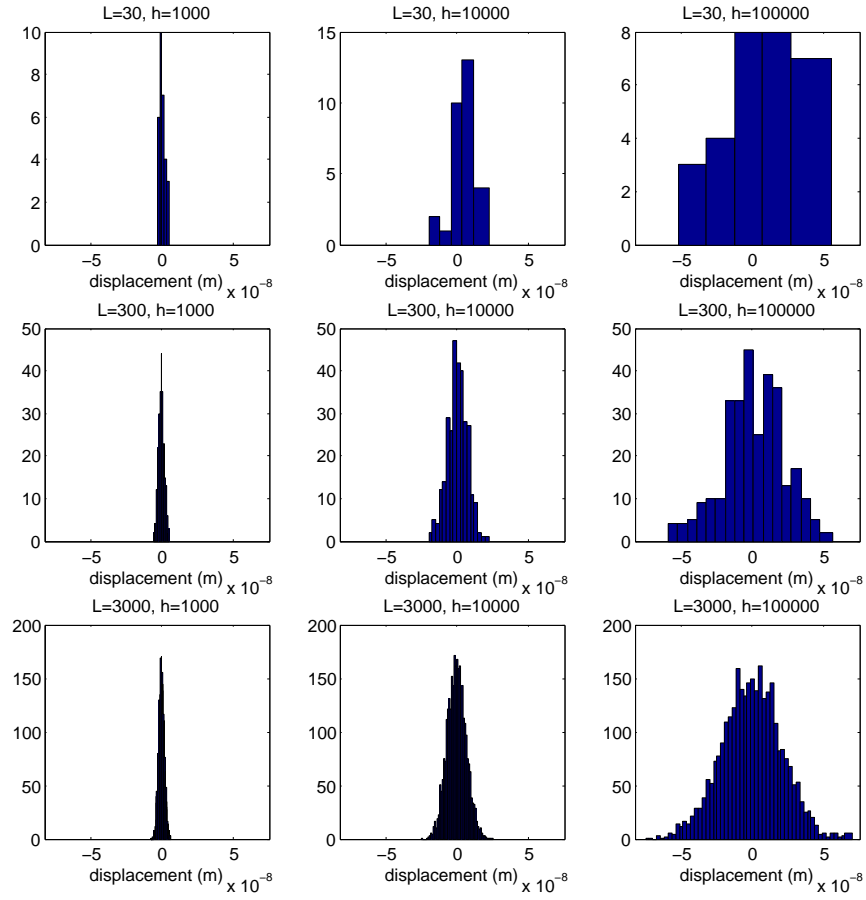 L=30, h=1000
10
8
6
4
2
0
−5 0 5
displacement (m)
x 10⁻⁸
L=30, h=10000
15
10
5
0
−5 0 5
displacement (m)
x 10⁻⁸
L=30, h=100000
8
6
4
2
0
−5 0 5
displacement (m)
x 10⁻⁸
L=300, h=1000
50
40
30
20
10
0
−5 0 5
displacement (m)
x 10⁻⁸
L=300, h=10000
50
40
30
20
10
0
−5 0 5
displacement (m)
x 10⁻⁸
L=300, h=100000
50
40
30
20
10
0
−5 0 5
displacement (m)
x 10⁻⁸
L=3000, h=1000
200
150
100
50
0
−5 0 5
displacement (m)
x 10⁻⁸
L=3000, h=10000
200
150
100
50
0
−5 0 5
displacement (m)
x 10⁻⁸
L=3000, h=100000
200
150
100
50
0
−5 0 5
displacement (m)
x 10⁻⁸